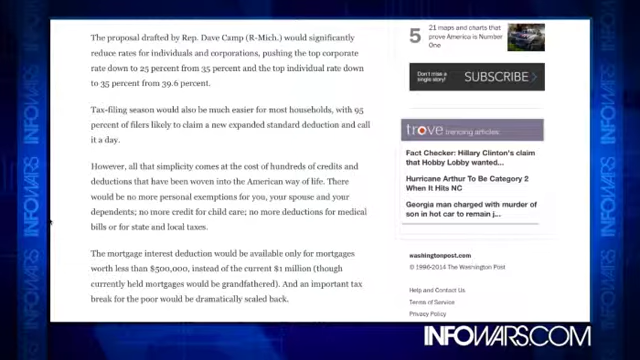 The proposal drafted by Rep. Dave Camp (R-Mich.) would significantly
reduce rates for individuals and corporations, pushing the top corporate
rate down to 25 percent from 35 percent and the top individual rate down
to 35 percent from 39.6 percent.
Tax-filing season would also be much easier for most households, with 95
percent of filers likely to claim a new expanded standard deduction and call
it a day.
However, all that simplicity comes at the cost of hundreds of credits and
deductions that have been woven into the American way of life. There
would be no more personal exemptions for you, your spouse and your
dependents; no more credit for child care; no more deductions for medical
bills or for state and local taxes.
The mortgage interest deduction would be available only for mortgages
worth less than $500,000, instead of the current $1 million (though
currently held mortgages would be grandfathered). And an important tax
break for the poor would be dramatically scaled back.
5
21 maps and charts that
prove America is Number
One
Don't miss a
single story!
SUBSCRIBE
trove trending articles:
Fact Checker: Hillary Clinton's claim
that Hobby Lobby wanted...
Hurricane Arthur To Be Category 2
When It Hits NC
Georgia man charged with murder of
son in hot car to remain j...
washingtonpost.com
© 1996-2014 The Washington Post
Help and Contact Us
Terms of Service
Privacy Policy
INFOWARS
INFOWARS
INFOWARS
INFOWARS
INFOWARS.COM